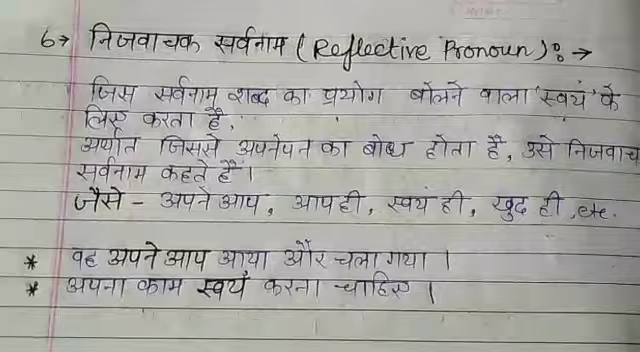 6→ निजवाचक सर्वनाम (Reflective Pronoun)ः→
जिस सर्वनाम शब्द का प्रयोग बोलने वाला 'स्वयं' के
लिए करता है,
अर्थात जिससे अपनेपन का बोध होता है, उसे निजवाच
सर्वनाम कहते हैं।
जैसे - अपने आप, आप ही, स्वयं ही, खुद ही, etc.
* वह अपने आप आया और चला गया ।
* अपना काम स्वयं करना चाहिए ।